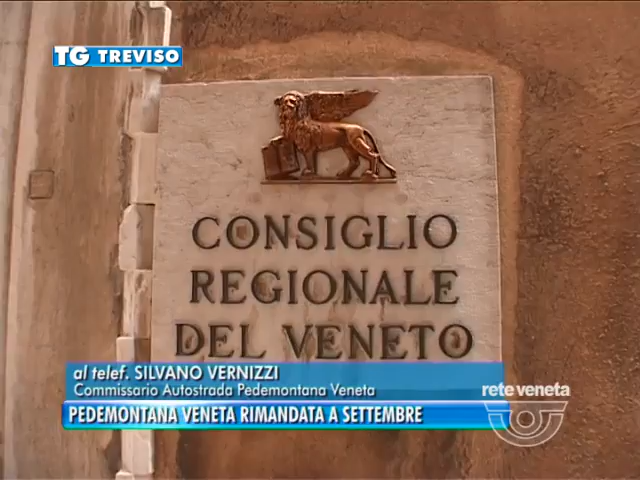 TG TREVISO
CONSIGLIO
REGIONALE
DEL VENETO
al telef. SILVANO VERNIZZI
Commissario Autostrada Pedemontana Veneta
PEDEMONTANA VENETA RIMANDATA A SETTEMBRE
rete veneta